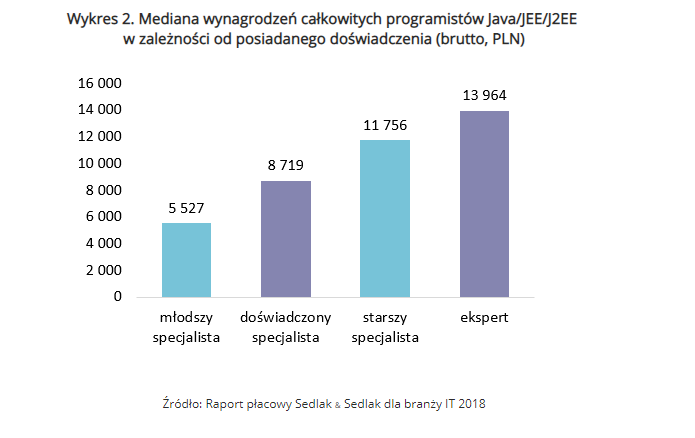 Wykres 2. Mediana wynagrodzeń całkowitych programistów Java/JEE/J2EE
w zależności od posiadanego doświadczenia (brutto, PLN)
16 000
14 000
12 000
10 000
8 000
6 000
4 000
2 000
0
5 527
8 719
11 756
13 964
młodszy
specjalista
doświadczony
specjalista
starszy
specjalista
ekspert
Źródło: Raport płacowy Sedlak & Sedlak dla branży IT 2018